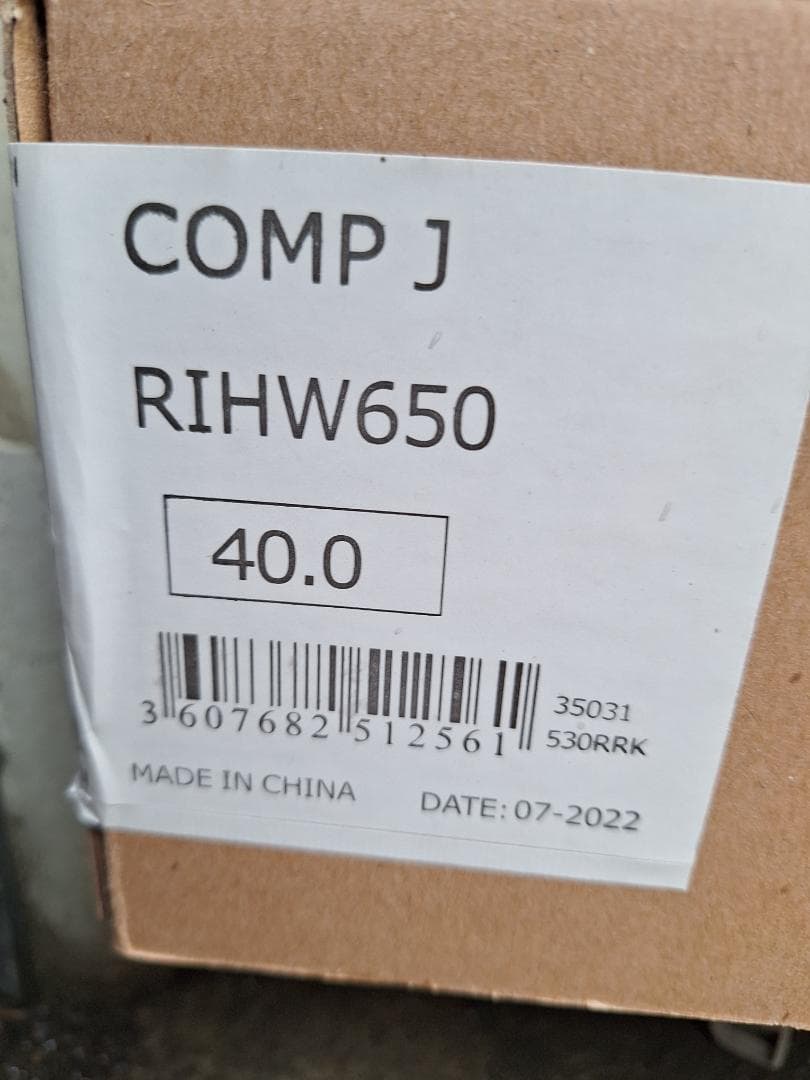 COMP J
RIHW650
40.0
3 607682 512561
35031
530RRK
MADE IN CHINA DATE: 07-2022